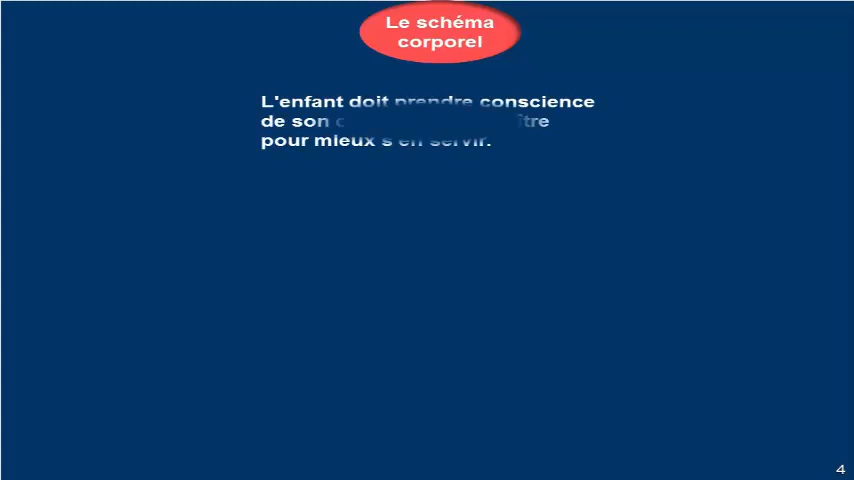 Le schéma
corporel
L'enfant doit prendre conscience
de son
pour mieux s'en servir.
4